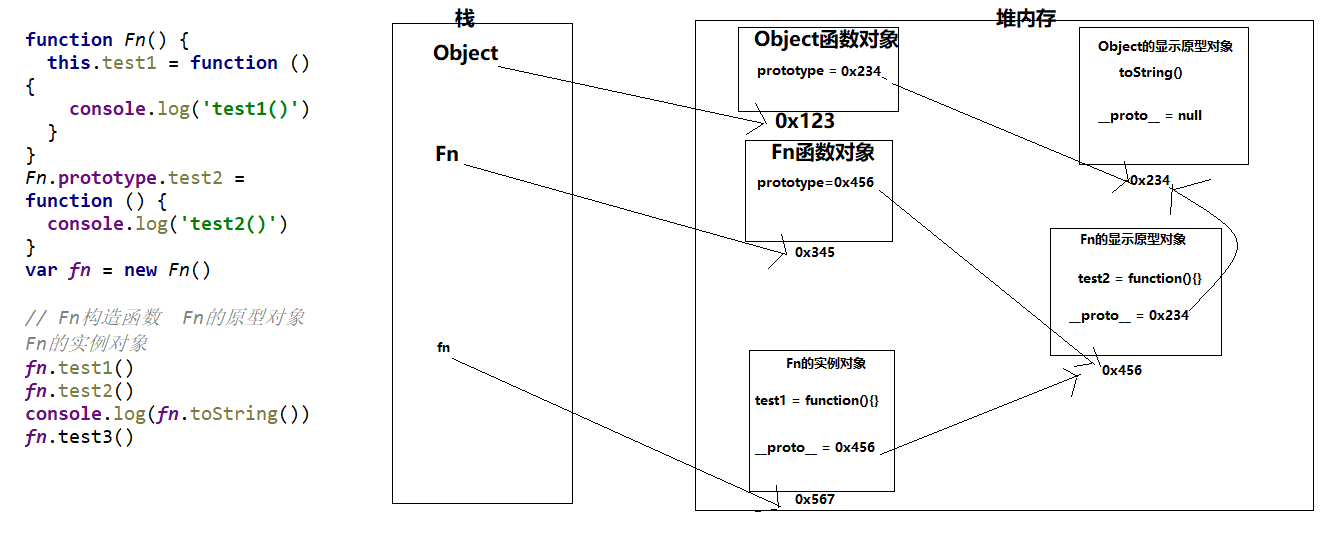 function Fn() {
  this.test1 = function ()
{
    console.log('test1()')
  }
}
Fn.prototype.test2 =
function () {
  console.log('test2()')
}
var fn = new Fn()
// Fn构造函数  Fn的原型对象
Fn的实例对象
fn.test1()
fn.test2()
console.log(fn.toString())
fn.test3()
栈
Object
Fn
fn
堆内存
Object函数对象
prototype = 0x234
0x123
Fn函数对象
prototype=0x456
0x345
Fn的实例对象
test1 = function(){}
__proto__ = 0x456
0x567
Object的显示原型对象
toString()
__proto__ = null
0x234
Fn的显示原型对象
test2 = function(){}
__proto__ = 0x234
0x456